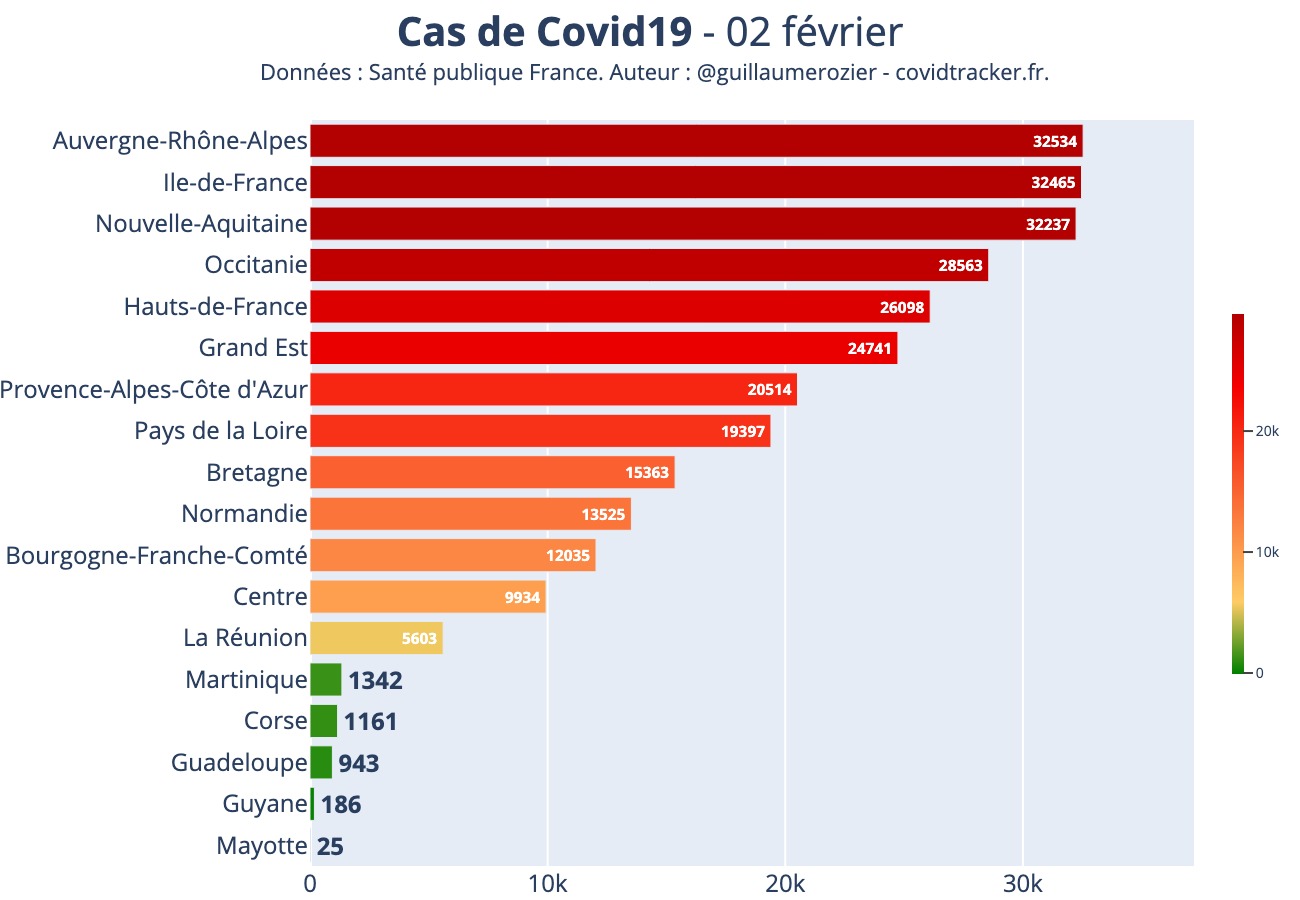 Cas de Covid19 - 02 février
Données : Santé publique France. Auteur : @guillaumerozier - covidtracker.fr.
Auvergne-Rhône-Alpes 32534
Ile-de-France 32465
Nouvelle-Aquitaine 32237
Occitanie 28563
Hauts-de-France 26098
Grand Est 24741
Provence-Alpes-Côte d'Azur 20514
Pays de la Loire 19397
Bretagne 15363
Normandie 13525
Bourgogne-Franche-Comté 12035
Centre 9934
La Réunion 5603
Martinique 1342
Corse 1161
Guadeloupe 943
Guyane 186
Mayotte 25
0 10k 20k 30k
20k
10k
0